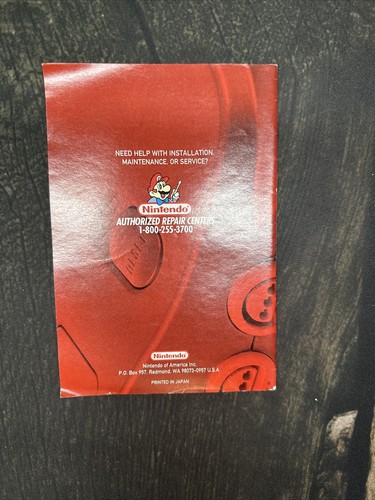 NEED HELP WITH INSTALLATION,
MAINTENANCE, OR SERVICE?
Nintendo
AUTHORIZED REPAIR CENTERS
1-800-255-3700
START
Nintendo
Nintendo of America Inc.
P.O. Box 957, Redmond, WA 98073-0957 U.S.A
PRINTED IN JAPAN